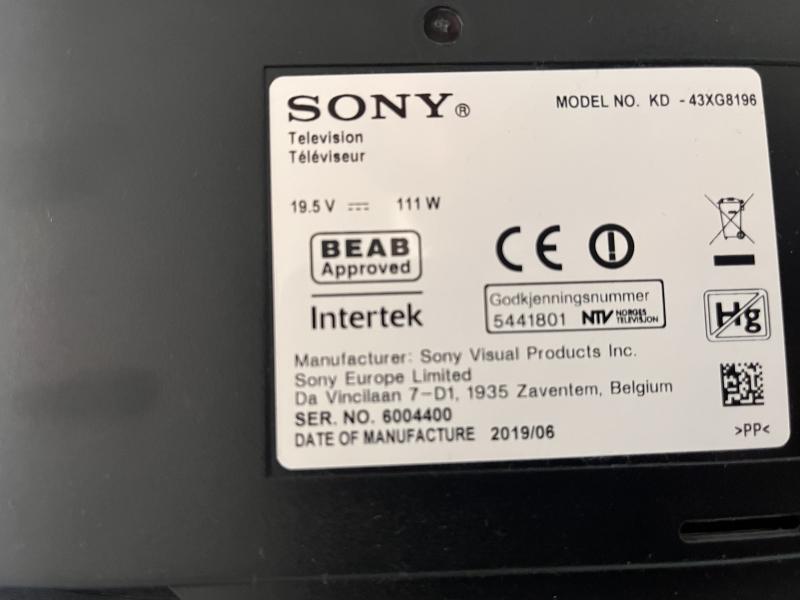 SONY®
MODEL NO. KD - 43XG8196
Television
Téléviseur
19.5 V 111 W
BEAB
Approved
Intertek
CE
Godkjenningsnummer
5441801 NTV NORGES TELEVISJON
Hg
Manufacturer: Sony Visual Products Inc.
Sony Europe Limited
Da Vincilaan 7-D1, 1935 Zaventem, Belgium
SER. NO. 6004400
DATE OF MANUFACTURE 2019/06
>PP<